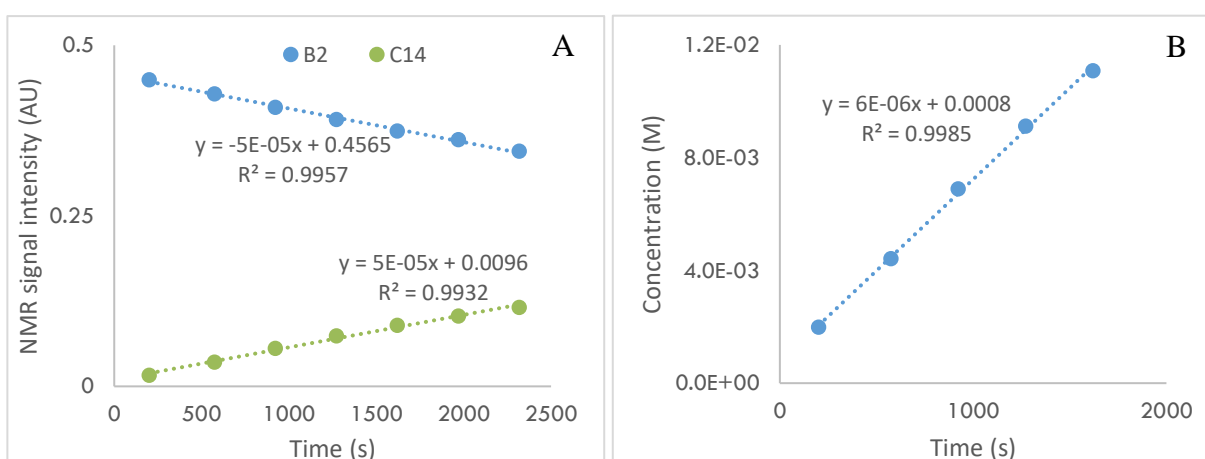 A
B2 C14
NMR signal intensity (AU)
0.5
0.25
0
y = -5E-05x + 0.4565
R² = 0.9957
y = 5E-05x + 0.0096
R² = 0.9932
0 500 1000 1500 2000 2500
Time (s)
B
Concentration (M)
1.2E-02
8.0E-03
4.0E-03
0.0E+00
y = 6E-06x + 0.0008
R² = 0.9985
0 1000 2000
Time (s)